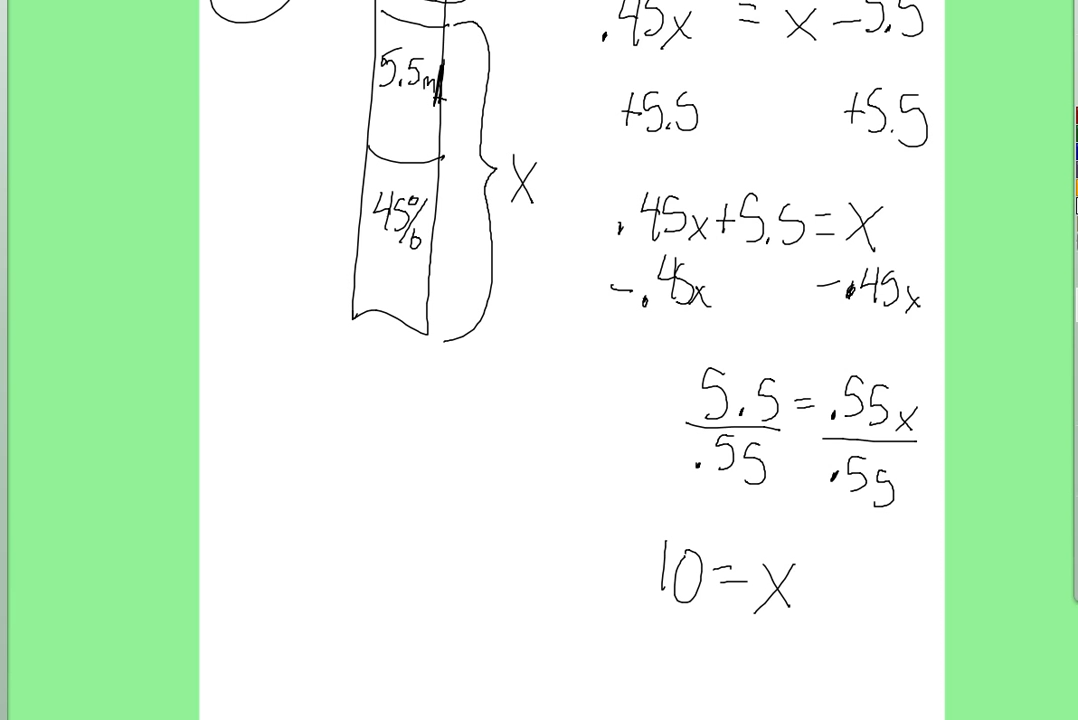 .45x = x -5.5
5.5m
+5.5 +5.5
X
45%
.45x+5.5=X
-.45x -.45x
5.5=.55x
.55 .55
10=X